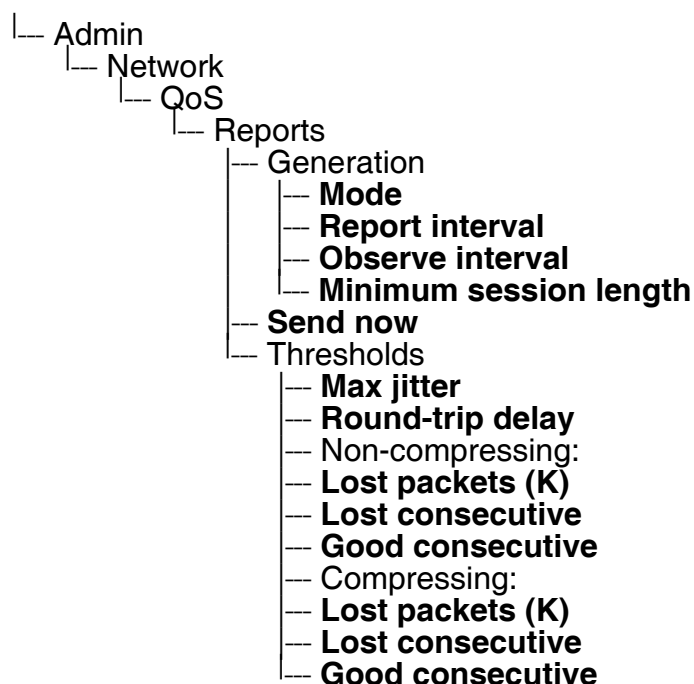 Admin
Network
QoS
Reports
Generation
Mode
Report interval
Observe interval
Minimum session length
Send now
Thresholds
Max jitter
Round-trip delay
Non-compressing:
Lost packets (K)
Lost consecutive
Good consecutive
Compressing:
Lost packets (K)
Lost consecutive
Good consecutive